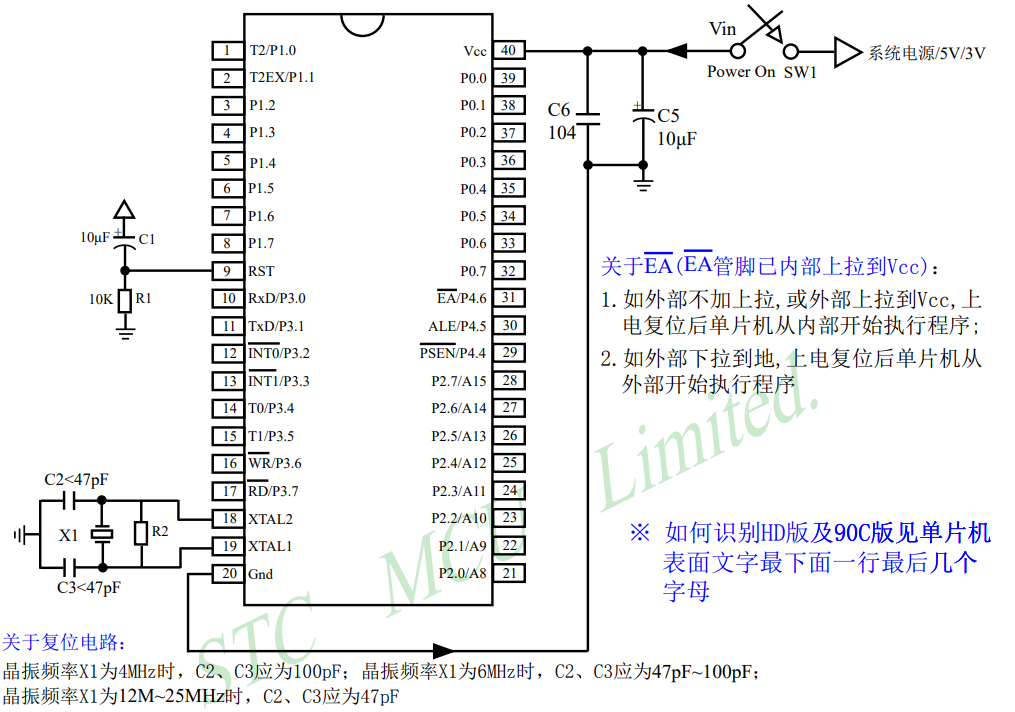 Vin
Power On SW1
系统电源/5V/3V
1 T2/P1.0
2 T2EX/P1.1
3 P1.2
4 P1.3
5 P1.4
6 P1.5
7 P1.6
8 P1.7
9 RST
10 RxD/P3.0
11 TxD/P3.1
12 INT0/P3.2
13 INT1/P3.3
14 T0/P3.4
15 T1/P3.5
16 WR/P3.6
17 RD/P3.7
18 XTAL2
19 XTAL1
20 Gnd
Vcc 40
P0.0 39
P0.1 38
P0.2 37
P0.3 36
P0.4 35
P0.5 34
P0.6 33
P0.7 32
EA/P4.6 31
ALE/P4.5 30
PSEN/P4.4 29
P2.7/A15 28
P2.6/A14 27
P2.5/A13 26
P2.4/A12 25
P2.3/A11 24
P2.2/A10 23
P2.1/A9 22
P2.0/A8 21
C6
104
+
C5
10μF
10μF + C1
10K R1
C2<47pF
X1 R2
C3<47pF
关于EA(EA管脚已内部上拉到Vcc):
1.如外部不加上拉,或外部上拉到Vcc,上
电复位后单片机从内部开始执行程序;
2.如外部下拉到地,上电复位后单片机从
外部开始执行程序
※ 如何识别HD版及90C版见单片机
表面文字最下面一行最后几个
字母
STC MCU Limited.
关于复位电路:
晶振频率X1为4MHz时, C2、C3应为100pF; 晶振频率X1为6MHz时, C2、C3应为47pF~100pF;
晶振频率X1为12M~25MHz时, C2、C3应为47pF